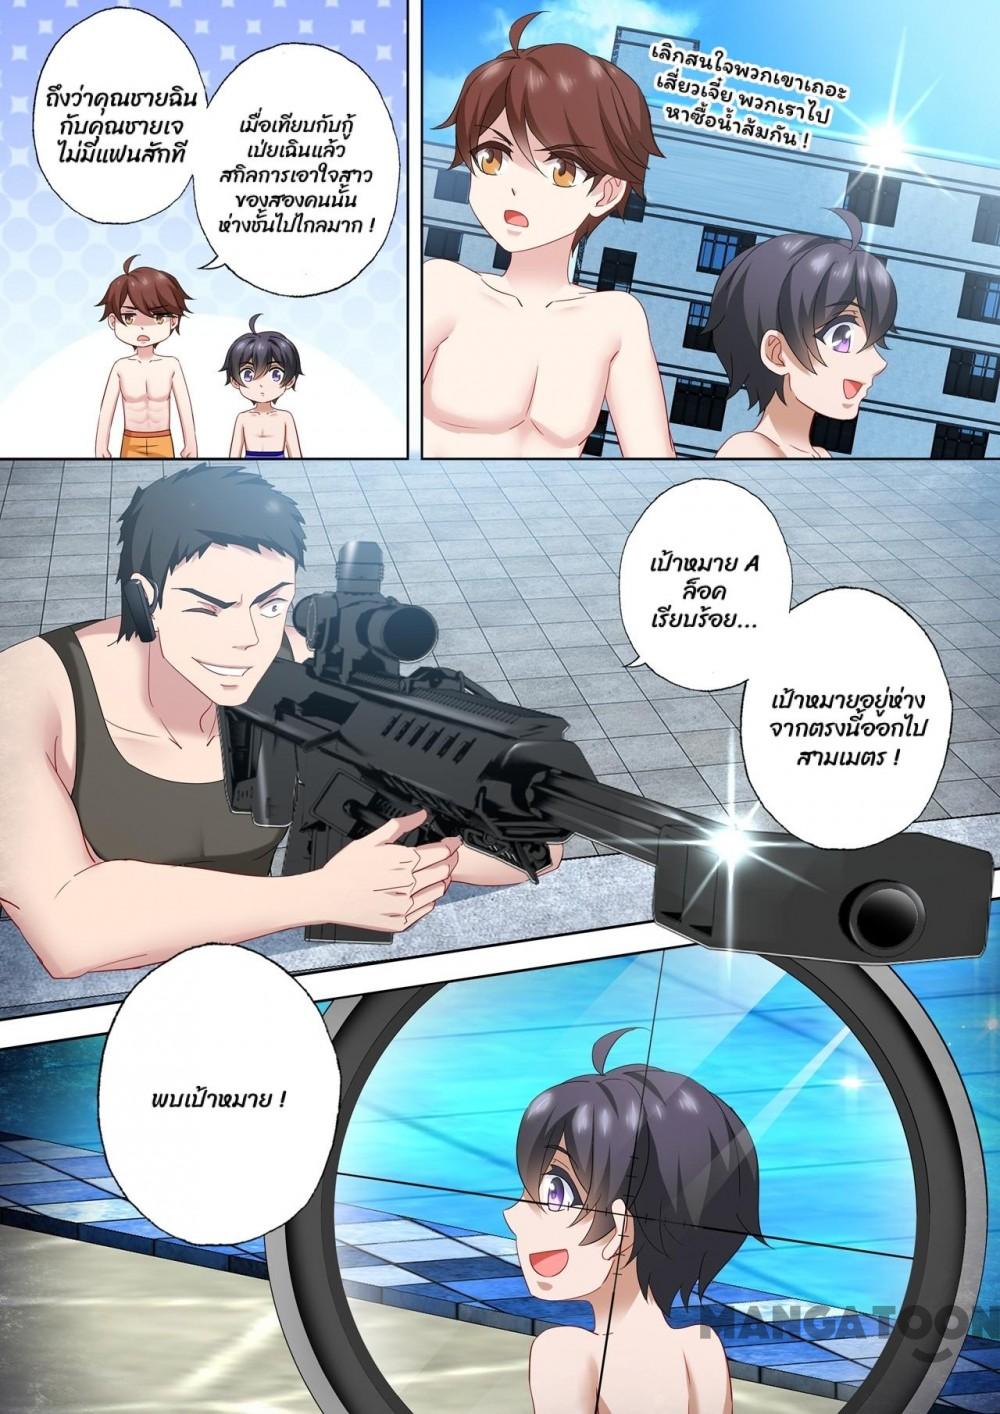 ถึงว่าคุณชายฉิน
กับคุณชายเจ
ไม่มีแฟนสักที
เมื่อเทียบกับกู้
เป่ยเฉินแล้ว
สกิลการเอาใจสาว
ของสองคนนั้น
ห่างชั้นไปไกลมาก !
เลิกสนใจพวกเขาเถอะ
เสี่ยวเจี๋ย พวกเราไป
หาซื้อน้ำส้มกัน !
เป้าหมาย A
ล็อค
เรียบร้อย...
เป้าหมายอยู่ห่าง
จากตรงนี้ออกไป
สามเมตร !
พบเป้าหมาย !
MANGATOON